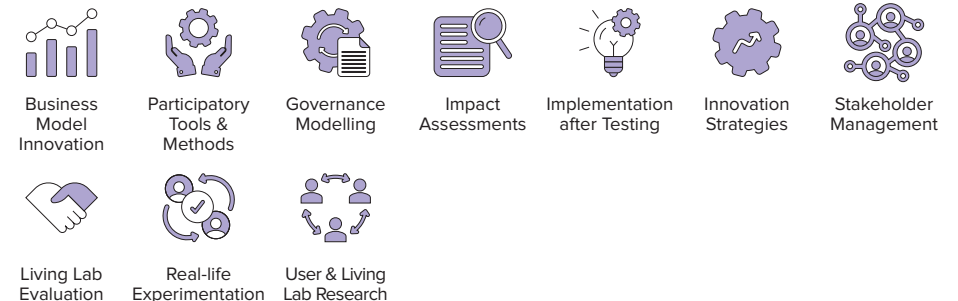 Business
Model
Innovation
Participatory
Tools &
Methods
Governance
Modelling
Impact
Assessments
Implementation
after Testing
Innovation
Strategies
Stakeholder
Management
Living Lab
Evaluation
Real-life
Experimentation
User & Living
Lab Research